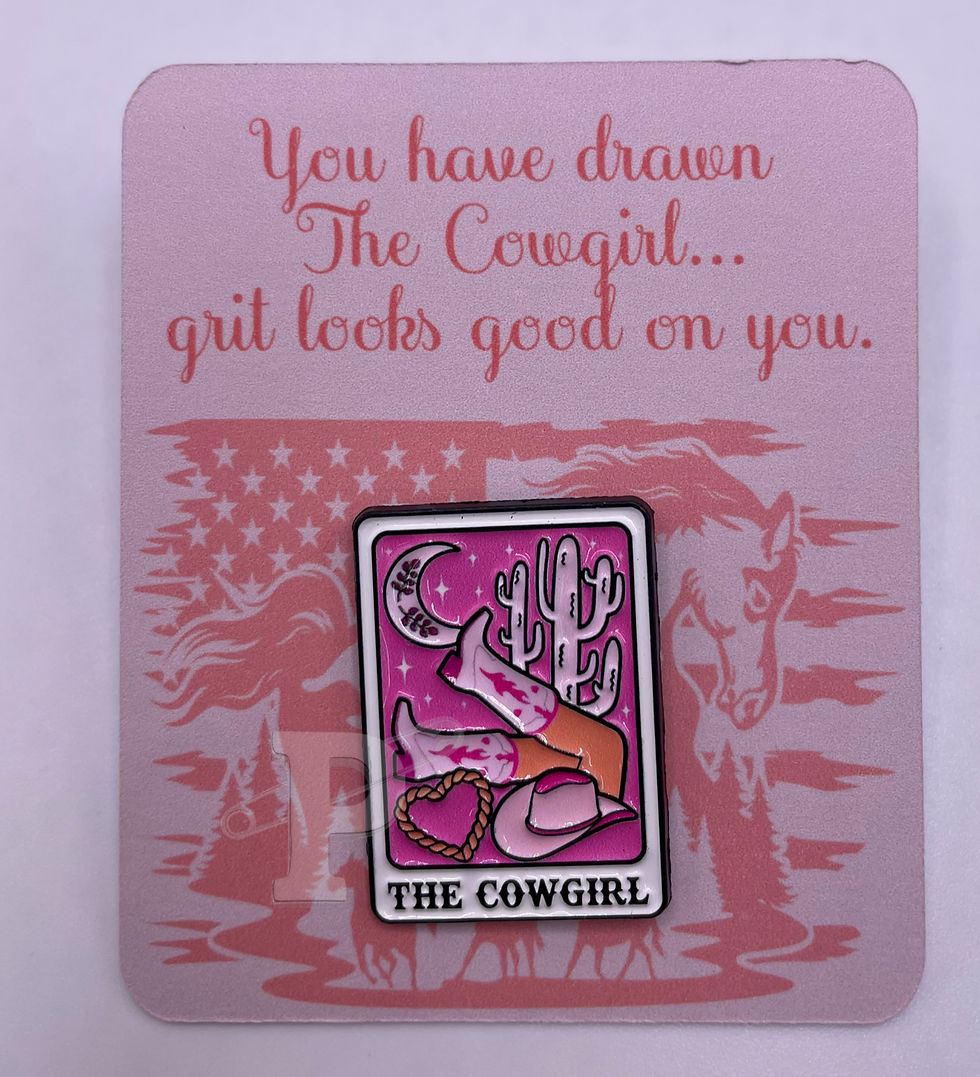 You have drawn
The Cowgirl...
grit looks good on you.
P
THE COWGIRL